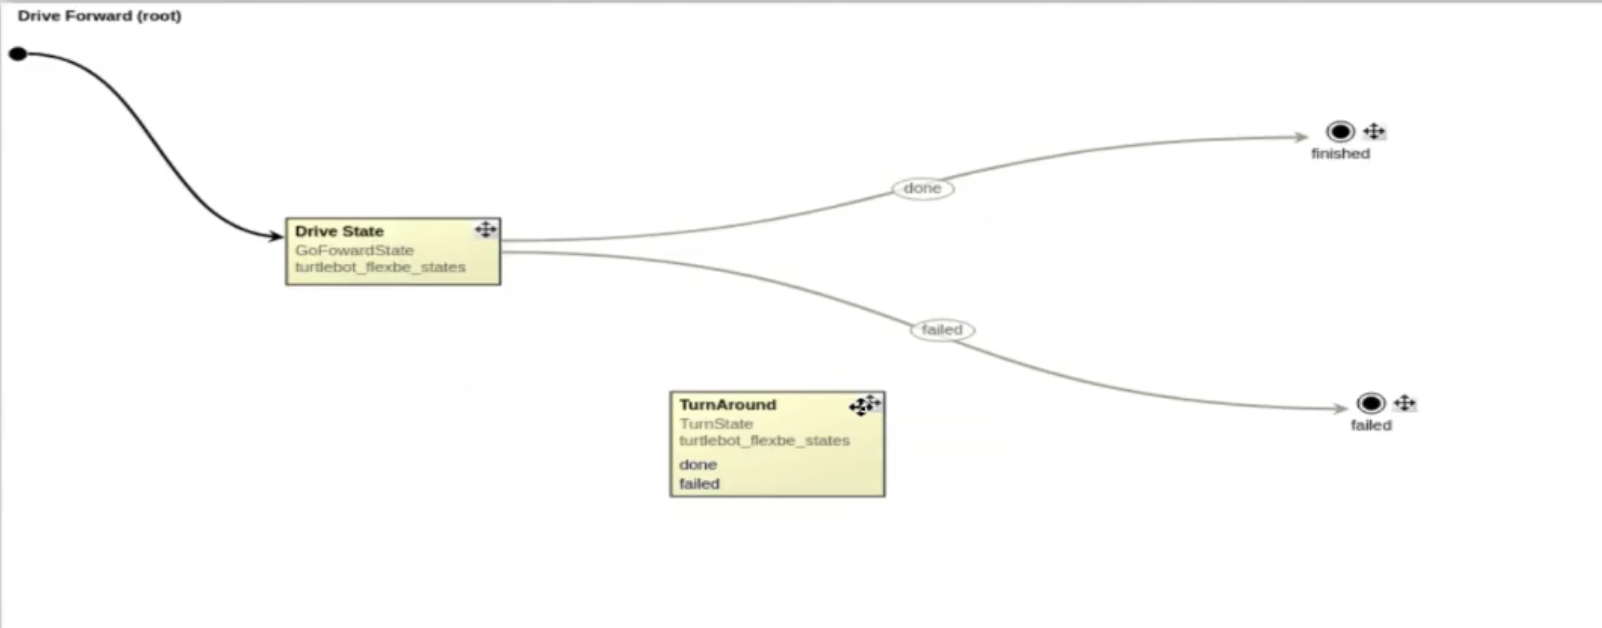 Drive Forward (root)
finished
done
Drive State
GoFowardState
turtlebot_flexbe_states
failed
TurnAround
TurnState
turtlebot_flexbe_states
done
failed
failed